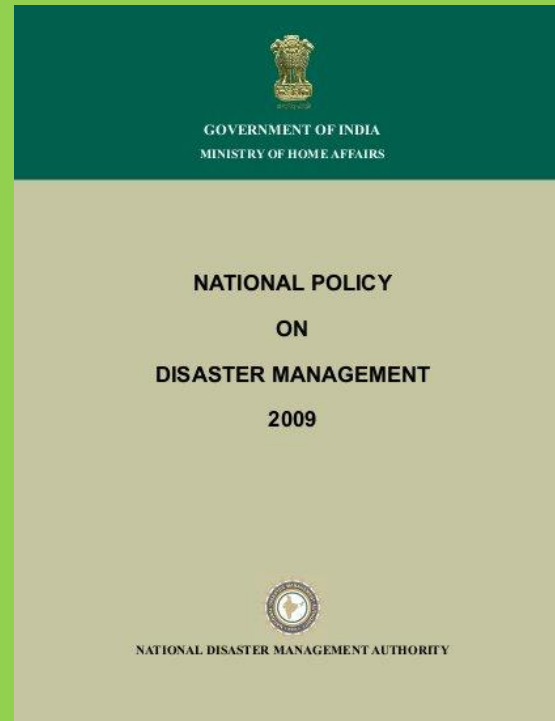 GOVERNMENT OF INDIA
MINISTRY OF HOME AFFAIRS
NATIONAL POLICY
ON
DISASTER MANAGEMENT
2009
NATIONAL DISASTER MANAGEMENT AUTHORITY